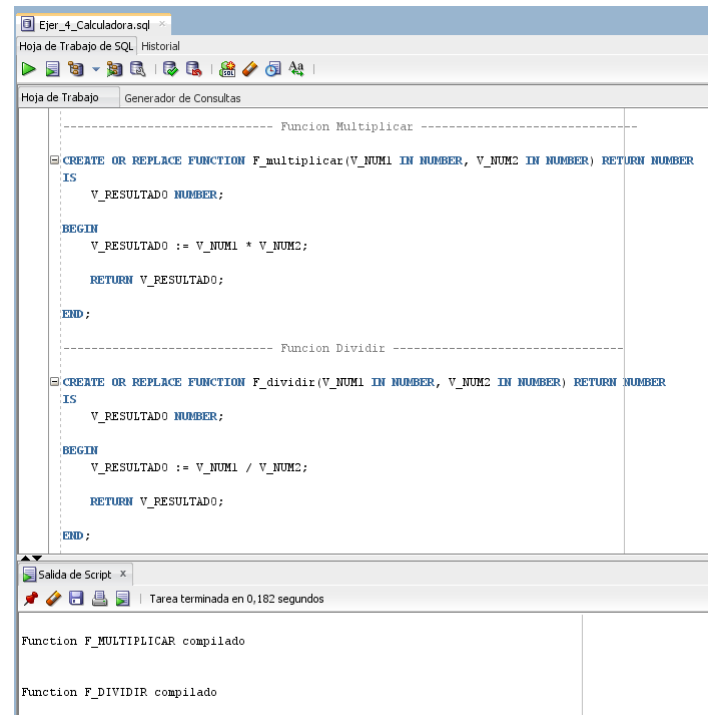 Ejer_4_Calculadora.sql ×
Hoja de Trabajo de SQL Historial
Hoja de Trabajo Generador de Consultas
------------------------------ Funcion Multiplicar -------------------------------
CREATE OR REPLACE FUNCTION F_multiplicar(V_NUM1 IN NUMBER, V_NUM2 IN NUMBER) RETURN NUMBER
IS
V_RESULTADO NUMBER;
BEGIN
V_RESULTADO := V_NUM1 * V_NUM2;
RETURN V_RESULTADO;
END;
------------------------------ Funcion Dividir ---------------------------------
CREATE OR REPLACE FUNCTION F_dividir(V_NUM1 IN NUMBER, V_NUM2 IN NUMBER) RETURN NUMBER
IS
V_RESULTADO NUMBER;
BEGIN
V_RESULTADO := V_NUM1 / V_NUM2;
RETURN V_RESULTADO;
END;
Salida de Script ×
Tarea terminada en 0,182 segundos
Function F_MULTIPLICAR compilado
Function F_DIVIDIR compilado